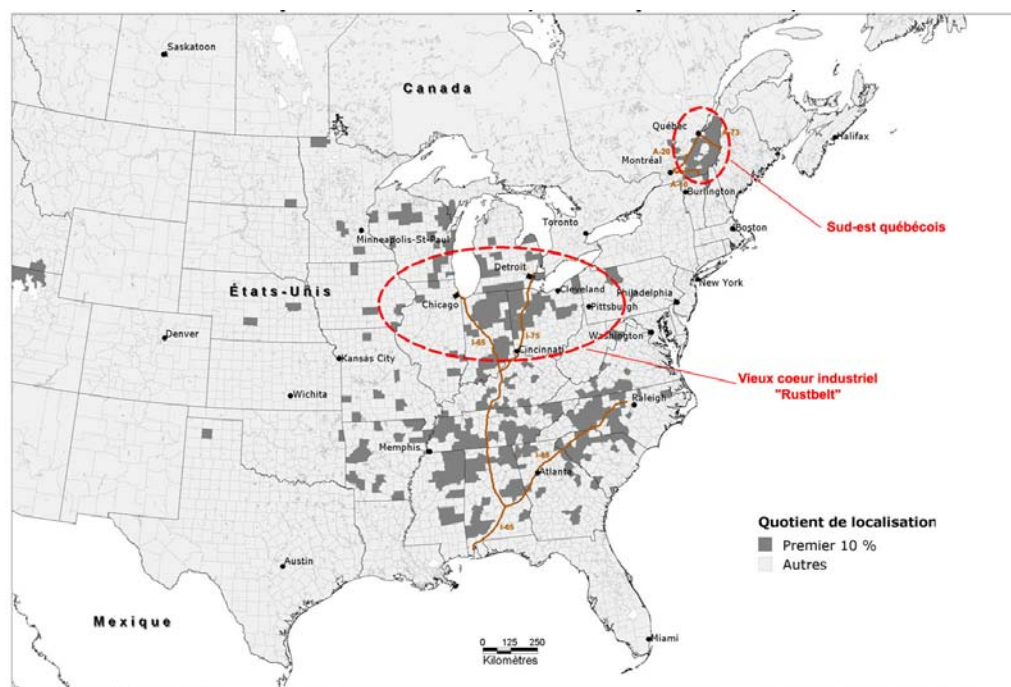 Saskatoon
Canada
Québec
A-73
Halifax
A-20
Montréal
A-10
Burlington
Toronto
Sud-est québécois
Boston
Minneapolis-St-Paul
Detroit
New York
États-Unis
Cleveland
Philadelphia
Chicago
Pittsburgh
Denver
Washington
I-65
I-75
Kansas City
Cincinnati
Vieux coeur industriel
"Rustbelt"
Wichita
Raleigh
Memphis
I-85
Atlanta
Quotient de localisation
I-65
Premier 10 %
Austin
Autres
Mexique
Miami
0 125 250
Kilomètres